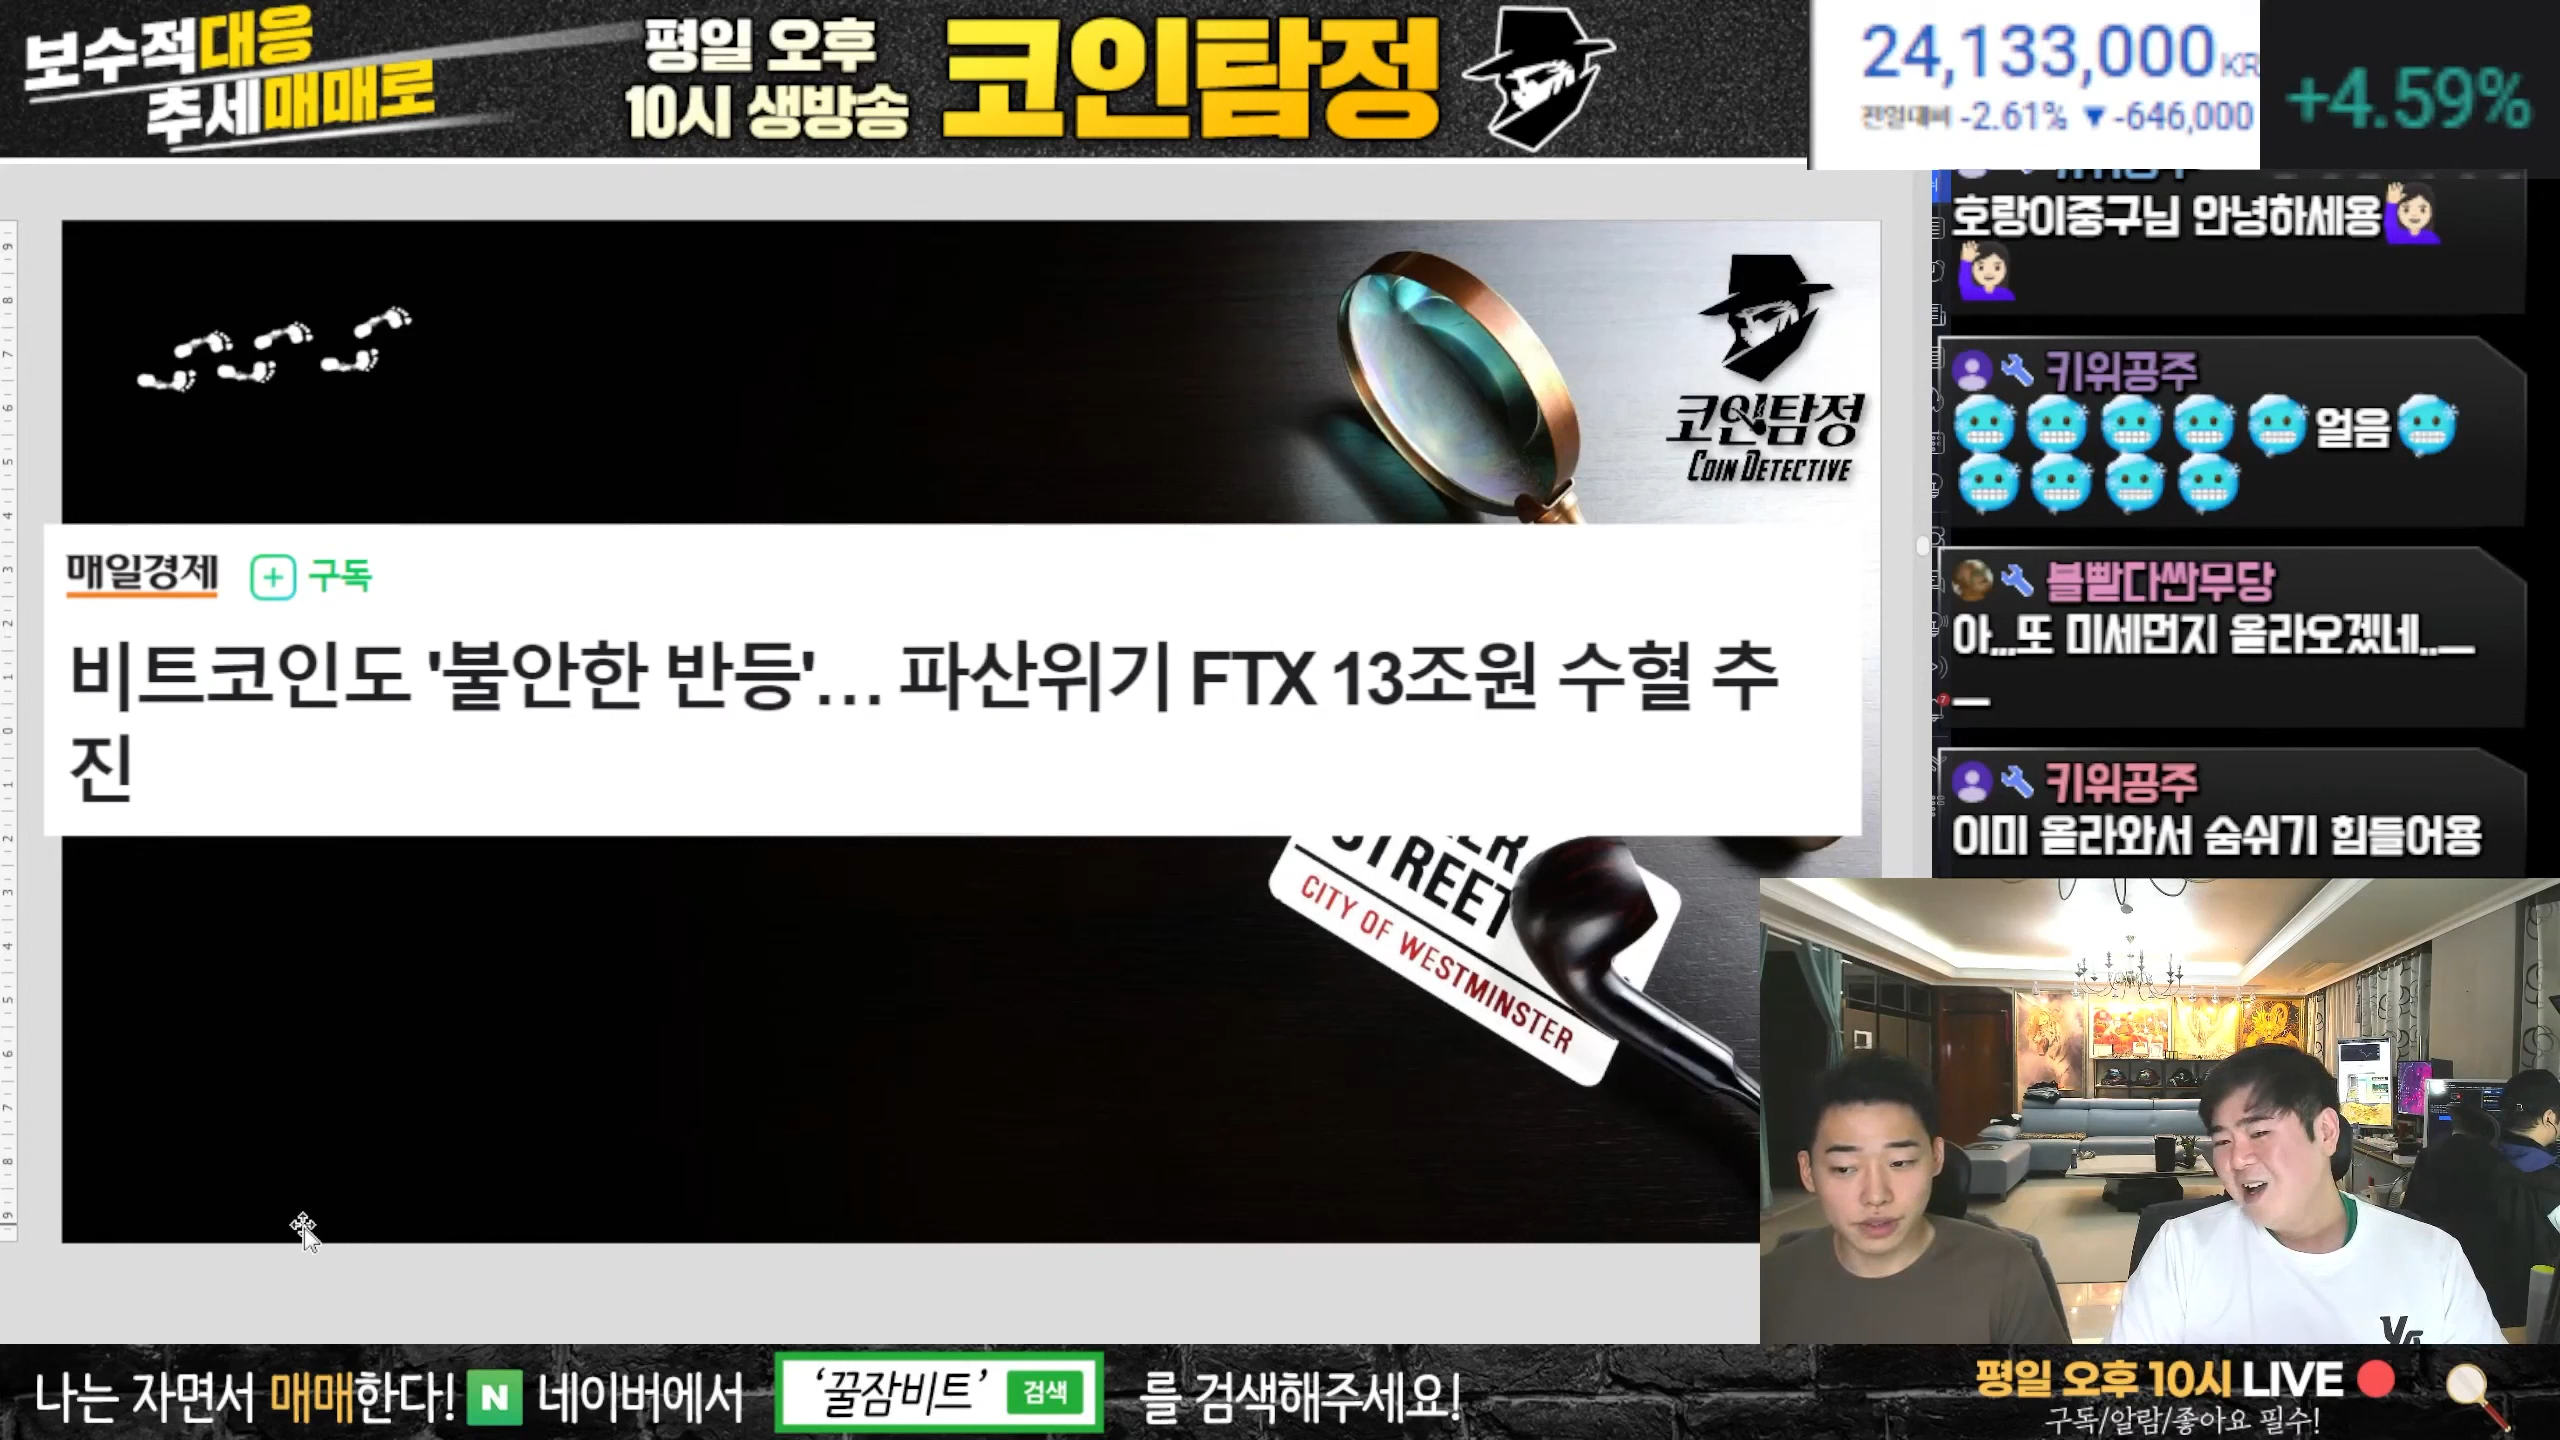 보수적대응
추세매매로
평일 오후
10시 생방송
코인탐정
24,133,000 KR
전일대비 -2.61% ▼ -646,000
+4.59%
호랑이중구님 안녕하세용🙋🏻‍♀️
🙋🏻‍♀️
키위공주
🥶🥶🥶🥶🥶얼음🥶
🥶🥶🥶🥶
불빨다싼무당
아...또 미세먼지 올라오겠네..ㅡ
ㅡ
키위공주
이미 올라와서 숨쉬기 힘들어용
코인탐정
COIN DETECTIVE
매일경제 구독
비트코인도 '불안한 반등'... 파산위기 FTX 13조원 수혈 추
진
STREET
CITY OF WESTMINSTER
나는 자면서 매매한다! N 네이버에서 '꿀잠비트' 검색 를 검색해주세요!
평일 오후 10시 LIVE
구독/알람/좋아요 필수!